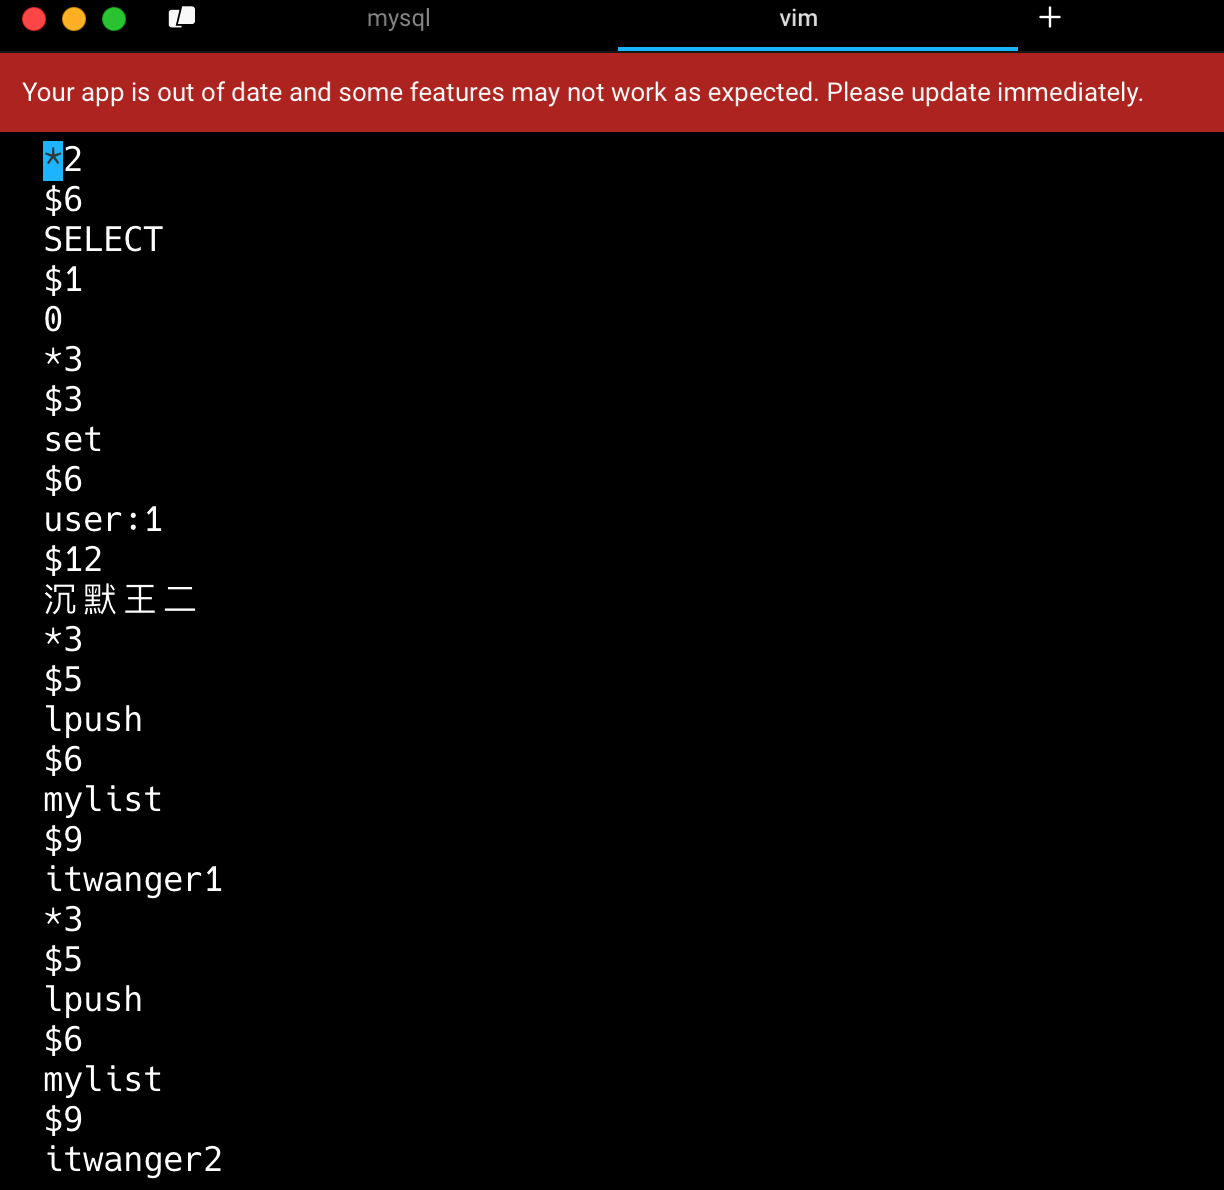 mysql
vim
Your app is out of date and some features may not work as expected. Please update immediately.
*2
$6
SELECT
$1
0
*3
$3
set
$6
user:1
$12
沉默王二
*3
$5
lpush
$6
mylist
$9
itwanger1
*3
$5
lpush
$6
mylist
$9
itwanger2